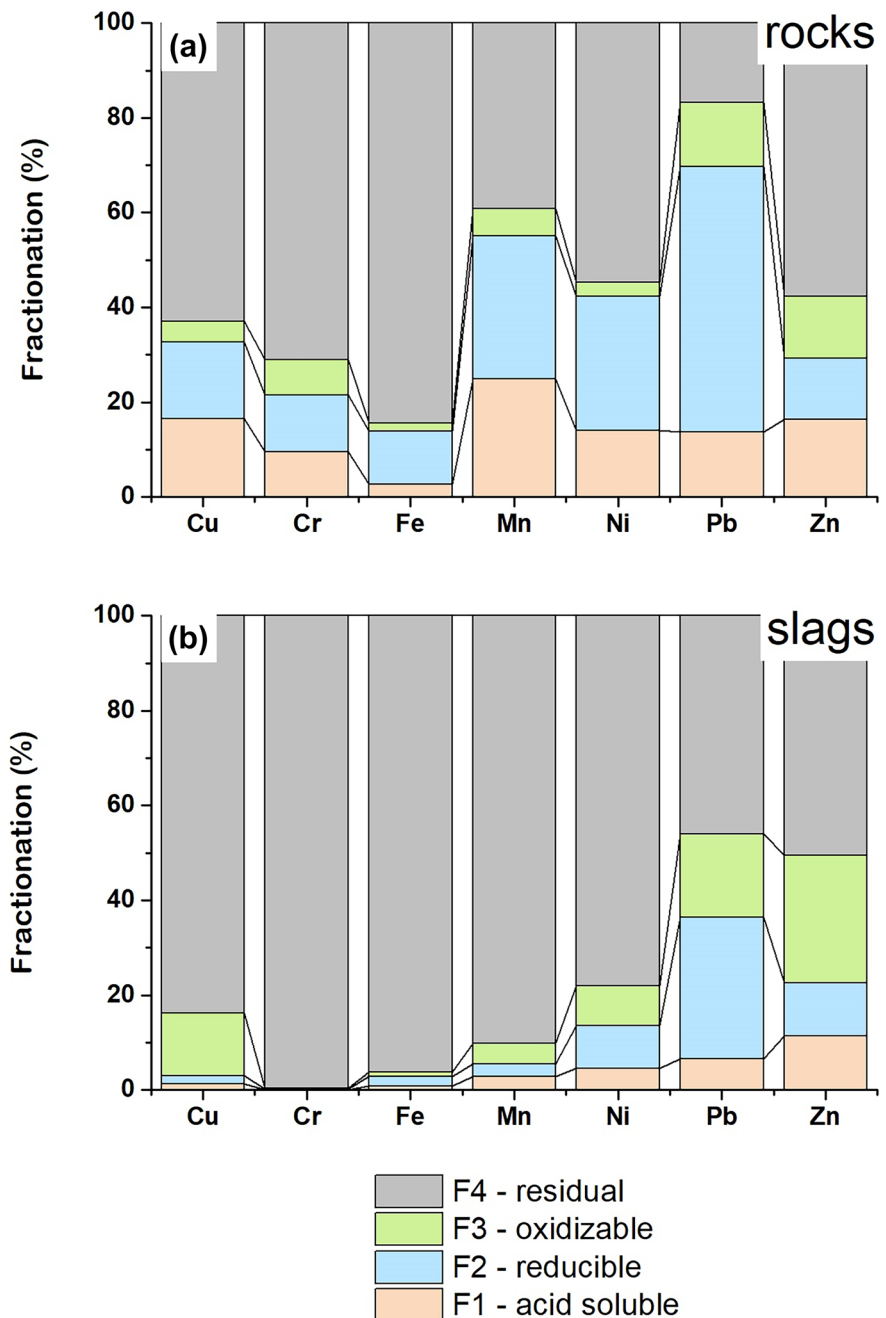 (a)
rocks
Fractionation (%)
100
80
60
40
20
0
Cu Cr Fe Mn Ni Pb Zn
(b)
slags
Fractionation (%)
100
80
60
40
20
0
Cu Cr Fe Mn Ni Pb Zn
F4 - residual
F3 - oxidizable
F2 - reducible
F1 - acid soluble